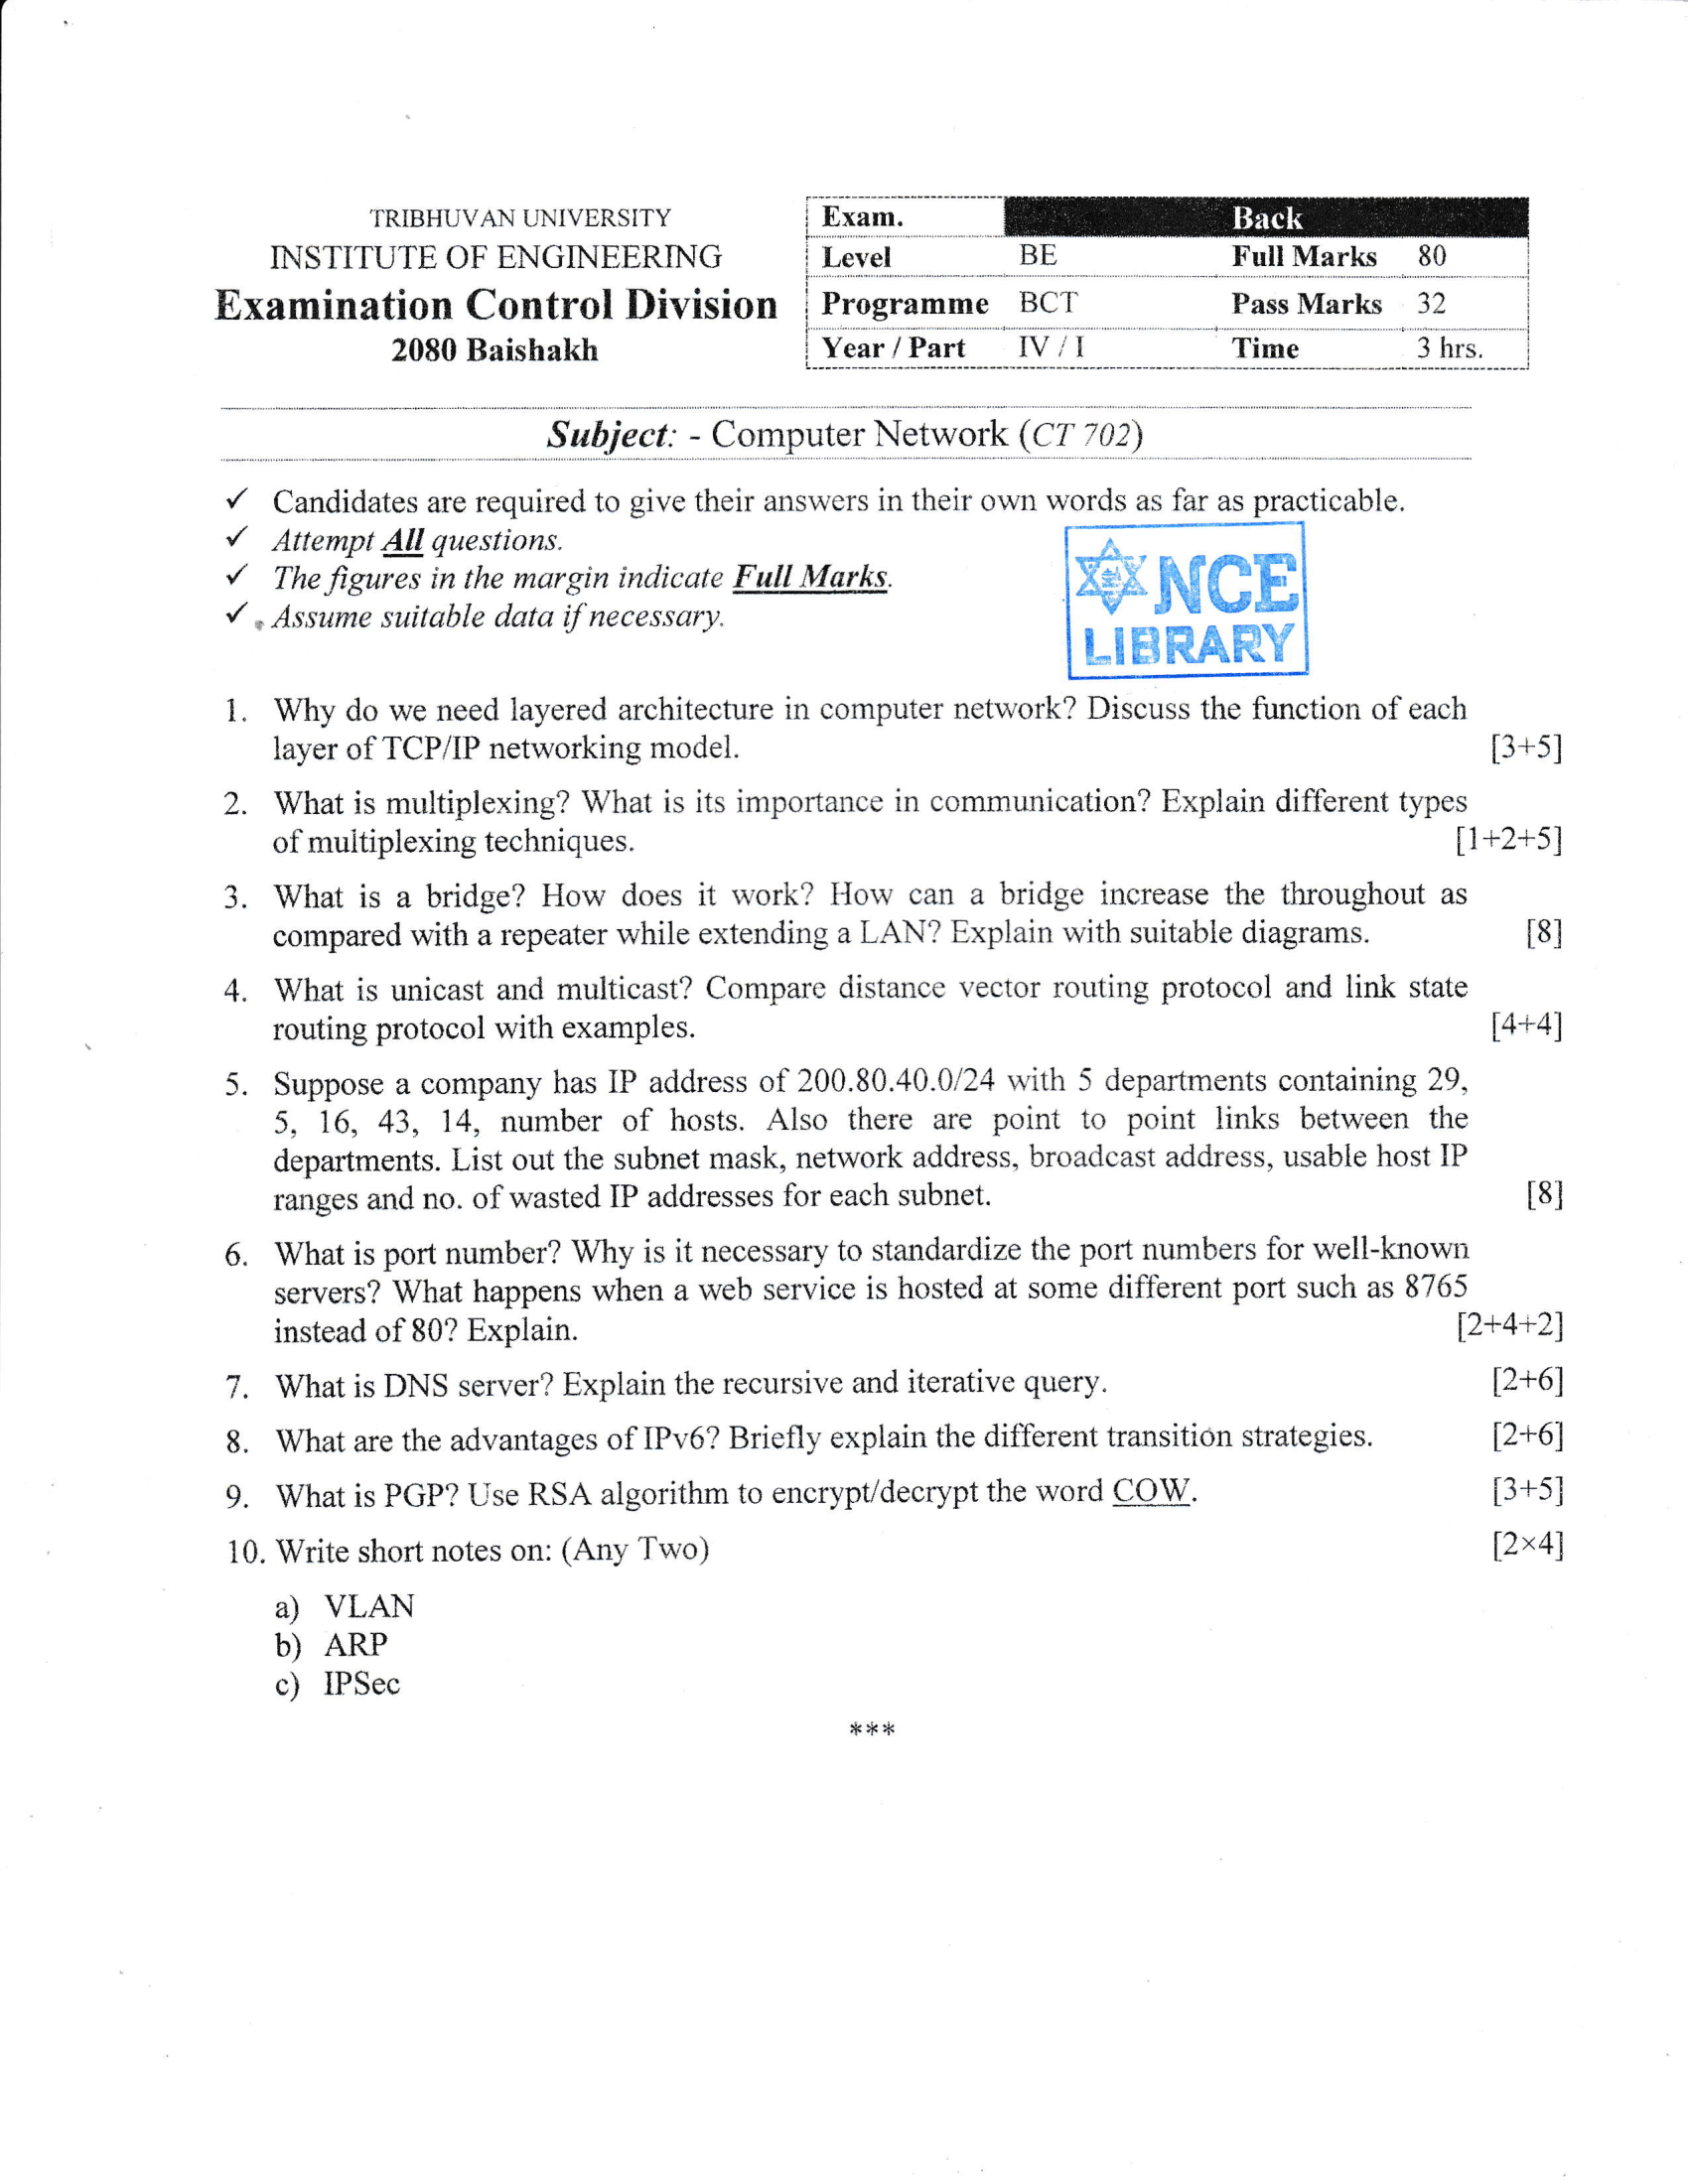 TRIBHUVAN UNIVERSITY
INSTITUTE OF ENGINEERING
Examination Control Division
2080 Baishakh
Exam. Back
Level BE Full Marks 80
Programme BCT Pass Marks 32
Year / Part IV / I Time 3 hrs.
Subject: - Computer Network (CT 702)
✓ Candidates are required to give their answers in their own words as far as practicable.
✓ Attempt All questions.
✓ The figures in the margin indicate Full Marks.
✓ Assume suitable data if necessary.
NCE
LIBRARY
1. Why do we need layered architecture in computer network? Discuss the function of each
layer of TCP/IP networking model. [3+5]
2. What is multiplexing? What is its importance in communication? Explain different types
of multiplexing techniques. [1+2+5]
3. What is a bridge? How does it work? How can a bridge increase the throughout as
compared with a repeater while extending a LAN? Explain with suitable diagrams. [8]
4. What is unicast and multicast? Compare distance vector routing protocol and link state
routing protocol with examples. [4+4]
5. Suppose a company has IP address of 200.80.40.0/24 with 5 departments containing 29,
5, 16, 43, 14, number of hosts. Also there are point to point links between the
departments. List out the subnet mask, network address, broadcast address, usable host IP
ranges and no. of wasted IP addresses for each subnet. [8]
6. What is port number? Why is it necessary to standardize the port numbers for well-known
servers? What happens when a web service is hosted at some different port such as 8765
instead of 80? Explain. [2+4+2]
7. What is DNS server? Explain the recursive and iterative query. [2+6]
8. What are the advantages of IPv6? Briefly explain the different transition strategies. [2+6]
9. What is PGP? Use RSA algorithm to encrypt/decrypt the word COW. [3+5]
10. Write short notes on: (Any Two) [2×4]
a) VLAN
b) ARP
c) IPSec
***